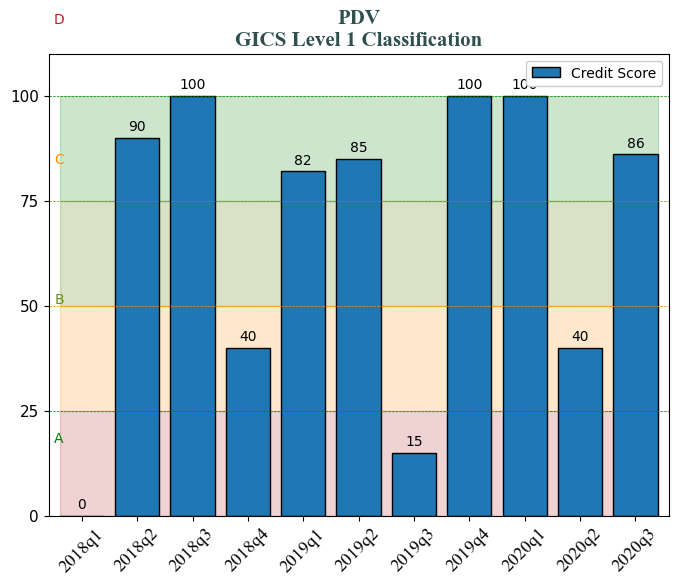 D
PDV
GICS Level 1 Classification
Credit Score
100
100
100
100
90
C
82
85
86
75
50
B
40
40
25
A
15
0
0
2018q1
2018q2
2018q3
2018q4
2019q1
2019q2
2019q3
2019q4
2020q1
2020q2
2020q3